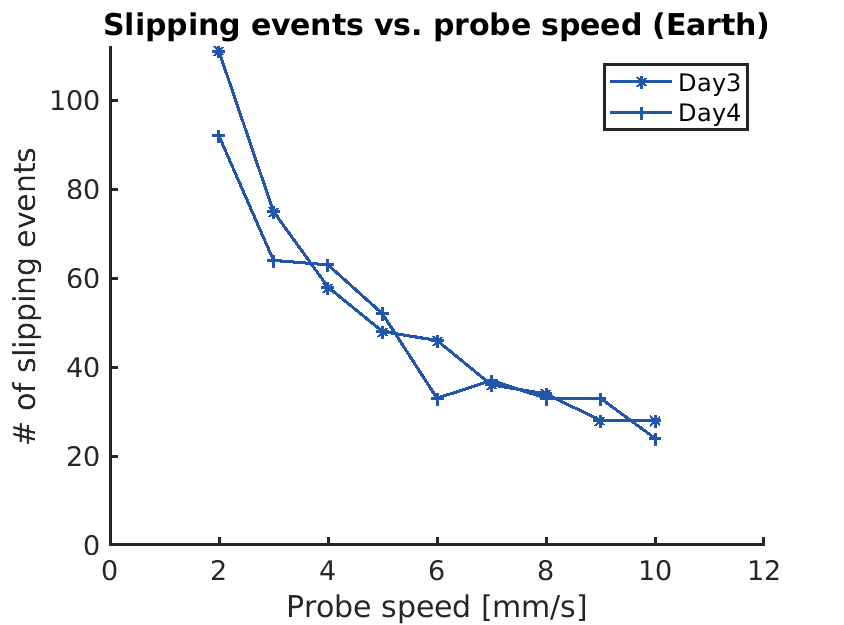 Slipping events vs. probe speed (Earth)
Day3
Day4
# of slipping events
100
80
60
40
20
0
0 2 4 6 8 10 12
Probe speed [mm/s]